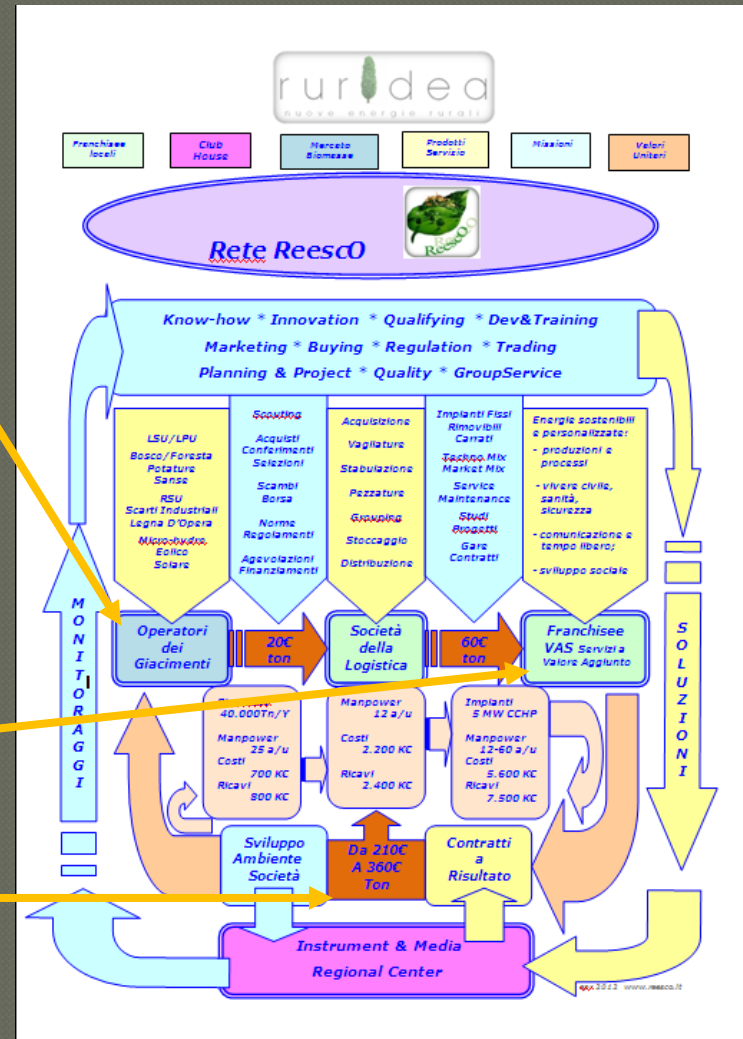 ruridea
nuove energie rurali
Franchisee
locali
Club
House
Mercato
Biomasse
Prodotti
Servizio
Missioni
Valori
Unitari
Rete ReescO
ReescO
Know-how * Innovation * Qualifying * Dev&Training
Marketing * Buying * Regulation * Trading
Planning & Project * Quality * GroupService
LSU/LPU
Bosco/Foresta
Potature
Sanse
RSU
Scarti Industriali
Legna D'Opera
Micro-hydro
Eolico
Solare
Scouting
Acquisti
Conferimenti
Selezioni
Scambi
Borsa
Norme
Regolamenti
Agevolazioni
Finanziamenti
Acquisizione
Vagliature
Stabulazione
Pezzature
Grouping
Stoccaggio
Distribuzione
Impianti Fissi
Rimovibili
Carrati
Techno Mix
Market Mix
Service
Maintenance
Studi
Progetti
Gare
Contratti
Energie sostenibili
e personalizzate:
- produzioni e
processi
- vivere civile,
sanità,
sicurezza
- comunicazione e
tempo libero;
- sviluppo sociale
MONITORAGGI
Operatori
dei
Giacimenti
20€
ton
Società
della
Logistica
60€
ton
Franchisee
VAS Servizi a
Valore Aggiunto
SOLUZIONI
40.000Tn/Y
Manpower
25 a/u
Costi
700 KC
Ricavi
800 KC
Manpower
12 a/u
Costi
2.200 KC
Ricavi
2.400 KC
Impianti
5 MW CCHP
Manpower
12-60 a/u
Costi
5.600 KC
Ricavi
7.500 KC
Sviluppo
Ambiente
Società
Da 210€
A 360€
Ton
Contratti
a
Risultato
Instrument & Media
Regional Center
2012 www.reesco.it